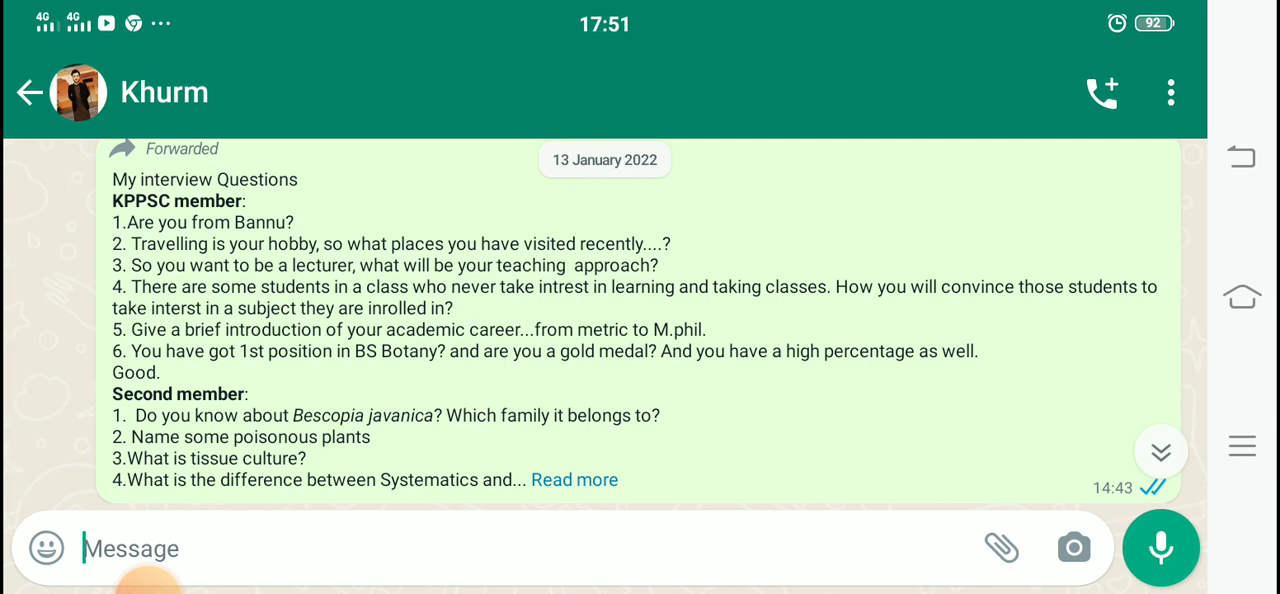 4G 4G 17:51 92
Khurm
Forwarded
13 January 2022
My interview Questions
KPPSC member:
1.Are you from Bannu?
2. Travelling is your hobby, so what places you have visited recently....?
3. So you want to be a lecturer, what will be your teaching  approach?
4. There are some students in a class who never take intrest in learning and taking classes. How you will convince those students to
take interst in a subject they are inrolled in?
5. Give a brief introduction of your academic career...from metric to M.phil.
6. You have got 1st position in BS Botany? and are you a gold medal? And you have a high percentage as well.
Good.
Second member:
1.  Do you know about Bescopia javanica? Which family it belongs to?
2. Name some poisonous plants
3.What is tissue culture?
4.What is the difference between Systematics and... Read more
14:43
Message